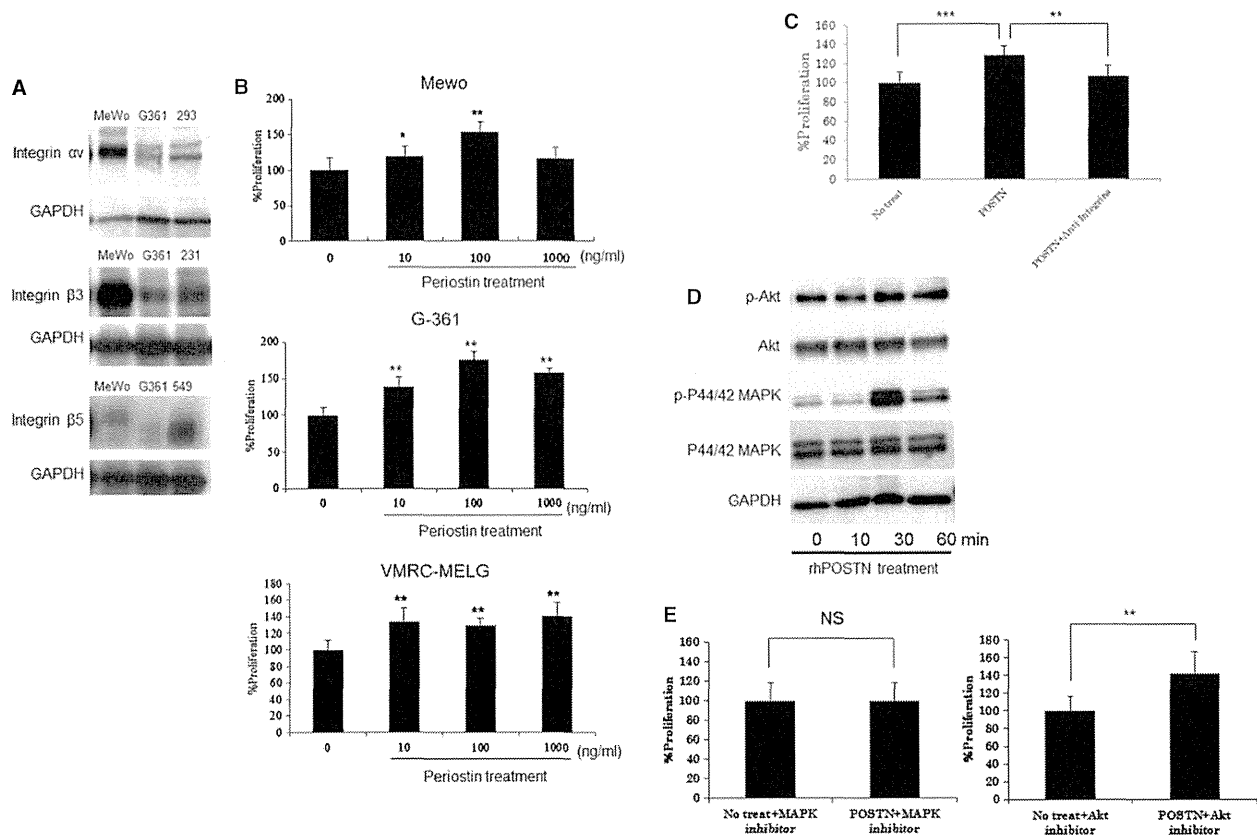 A
MeWo G361 293
Integrin αv
GAPDH
MeWo G361 231
Integrin β3
GAPDH
MeWo G361 549
Integrin β5
GAPDH
B
Mewo
%Proliferation
200
150
100
50
0
*
**
0 10 100 1000 (ng/ml)
Periostin treatment
G-361
%Proliferation
200
150
100
50
0
**
**
**
0 10 100 1000 (ng/ml)
Periostin treatment
VMRC-MELG
%Proliferation
180
160
140
120
100
80
60
40
20
0
**
**
**
0 10 100 1000 (ng/ml)
Periostin treatment
C
%Proliferation
160
140
120
100
80
60
40
20
0
***
**
No treat
POSTN
POSTN+Anti Integrins
D
p-Akt
Akt
p-P44/42 MAPK
P44/42 MAPK
GAPDH
0 10 30 60 min
rhPOSTN treatment
E
NS
%Proliferation
160
140
120
100
80
60
40
20
0
No treat+MAPK inhibitor
POSTN+MAPK inhibitor
**
%Proliferation
180
160
140
120
100
80
60
40
20
0
No treat+Akt inhibitor
POSTN+Akt inhibitor